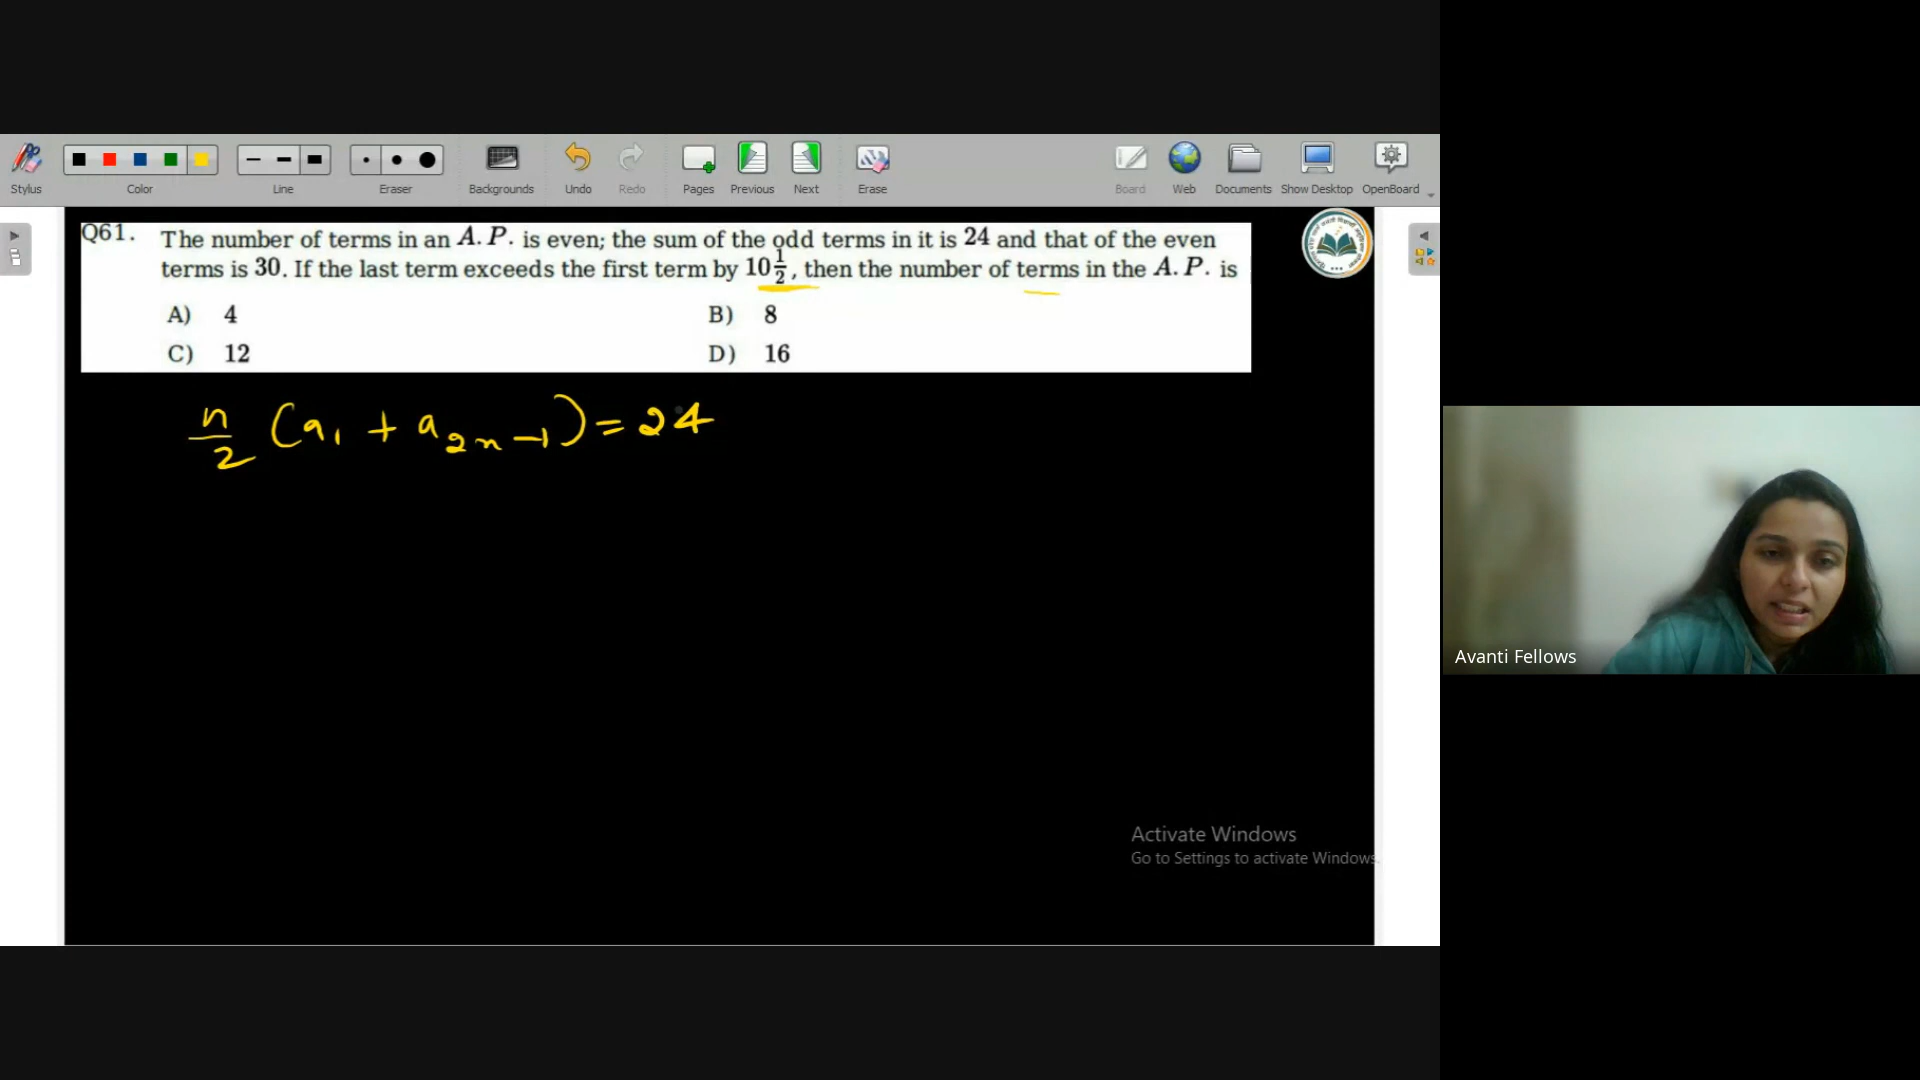 Stylus Color Line Eraser Backgrounds Undo Redo Pages Previous Next Erase Board Web Documents Show Desktop OpenBoard
Q61. The number of terms in an A.P. is even; the sum of the odd terms in it is 24 and that of the even
terms is 30. If the last term exceeds the first term by 10 1/2, then the number of terms in the A.P. is
A) 4 B) 8
C) 12 D) 16
n/2 (a₁ + a₂ₙ₋₁) = 24
Avanti Fellows
Activate Windows
Go to Settings to activate Windows.